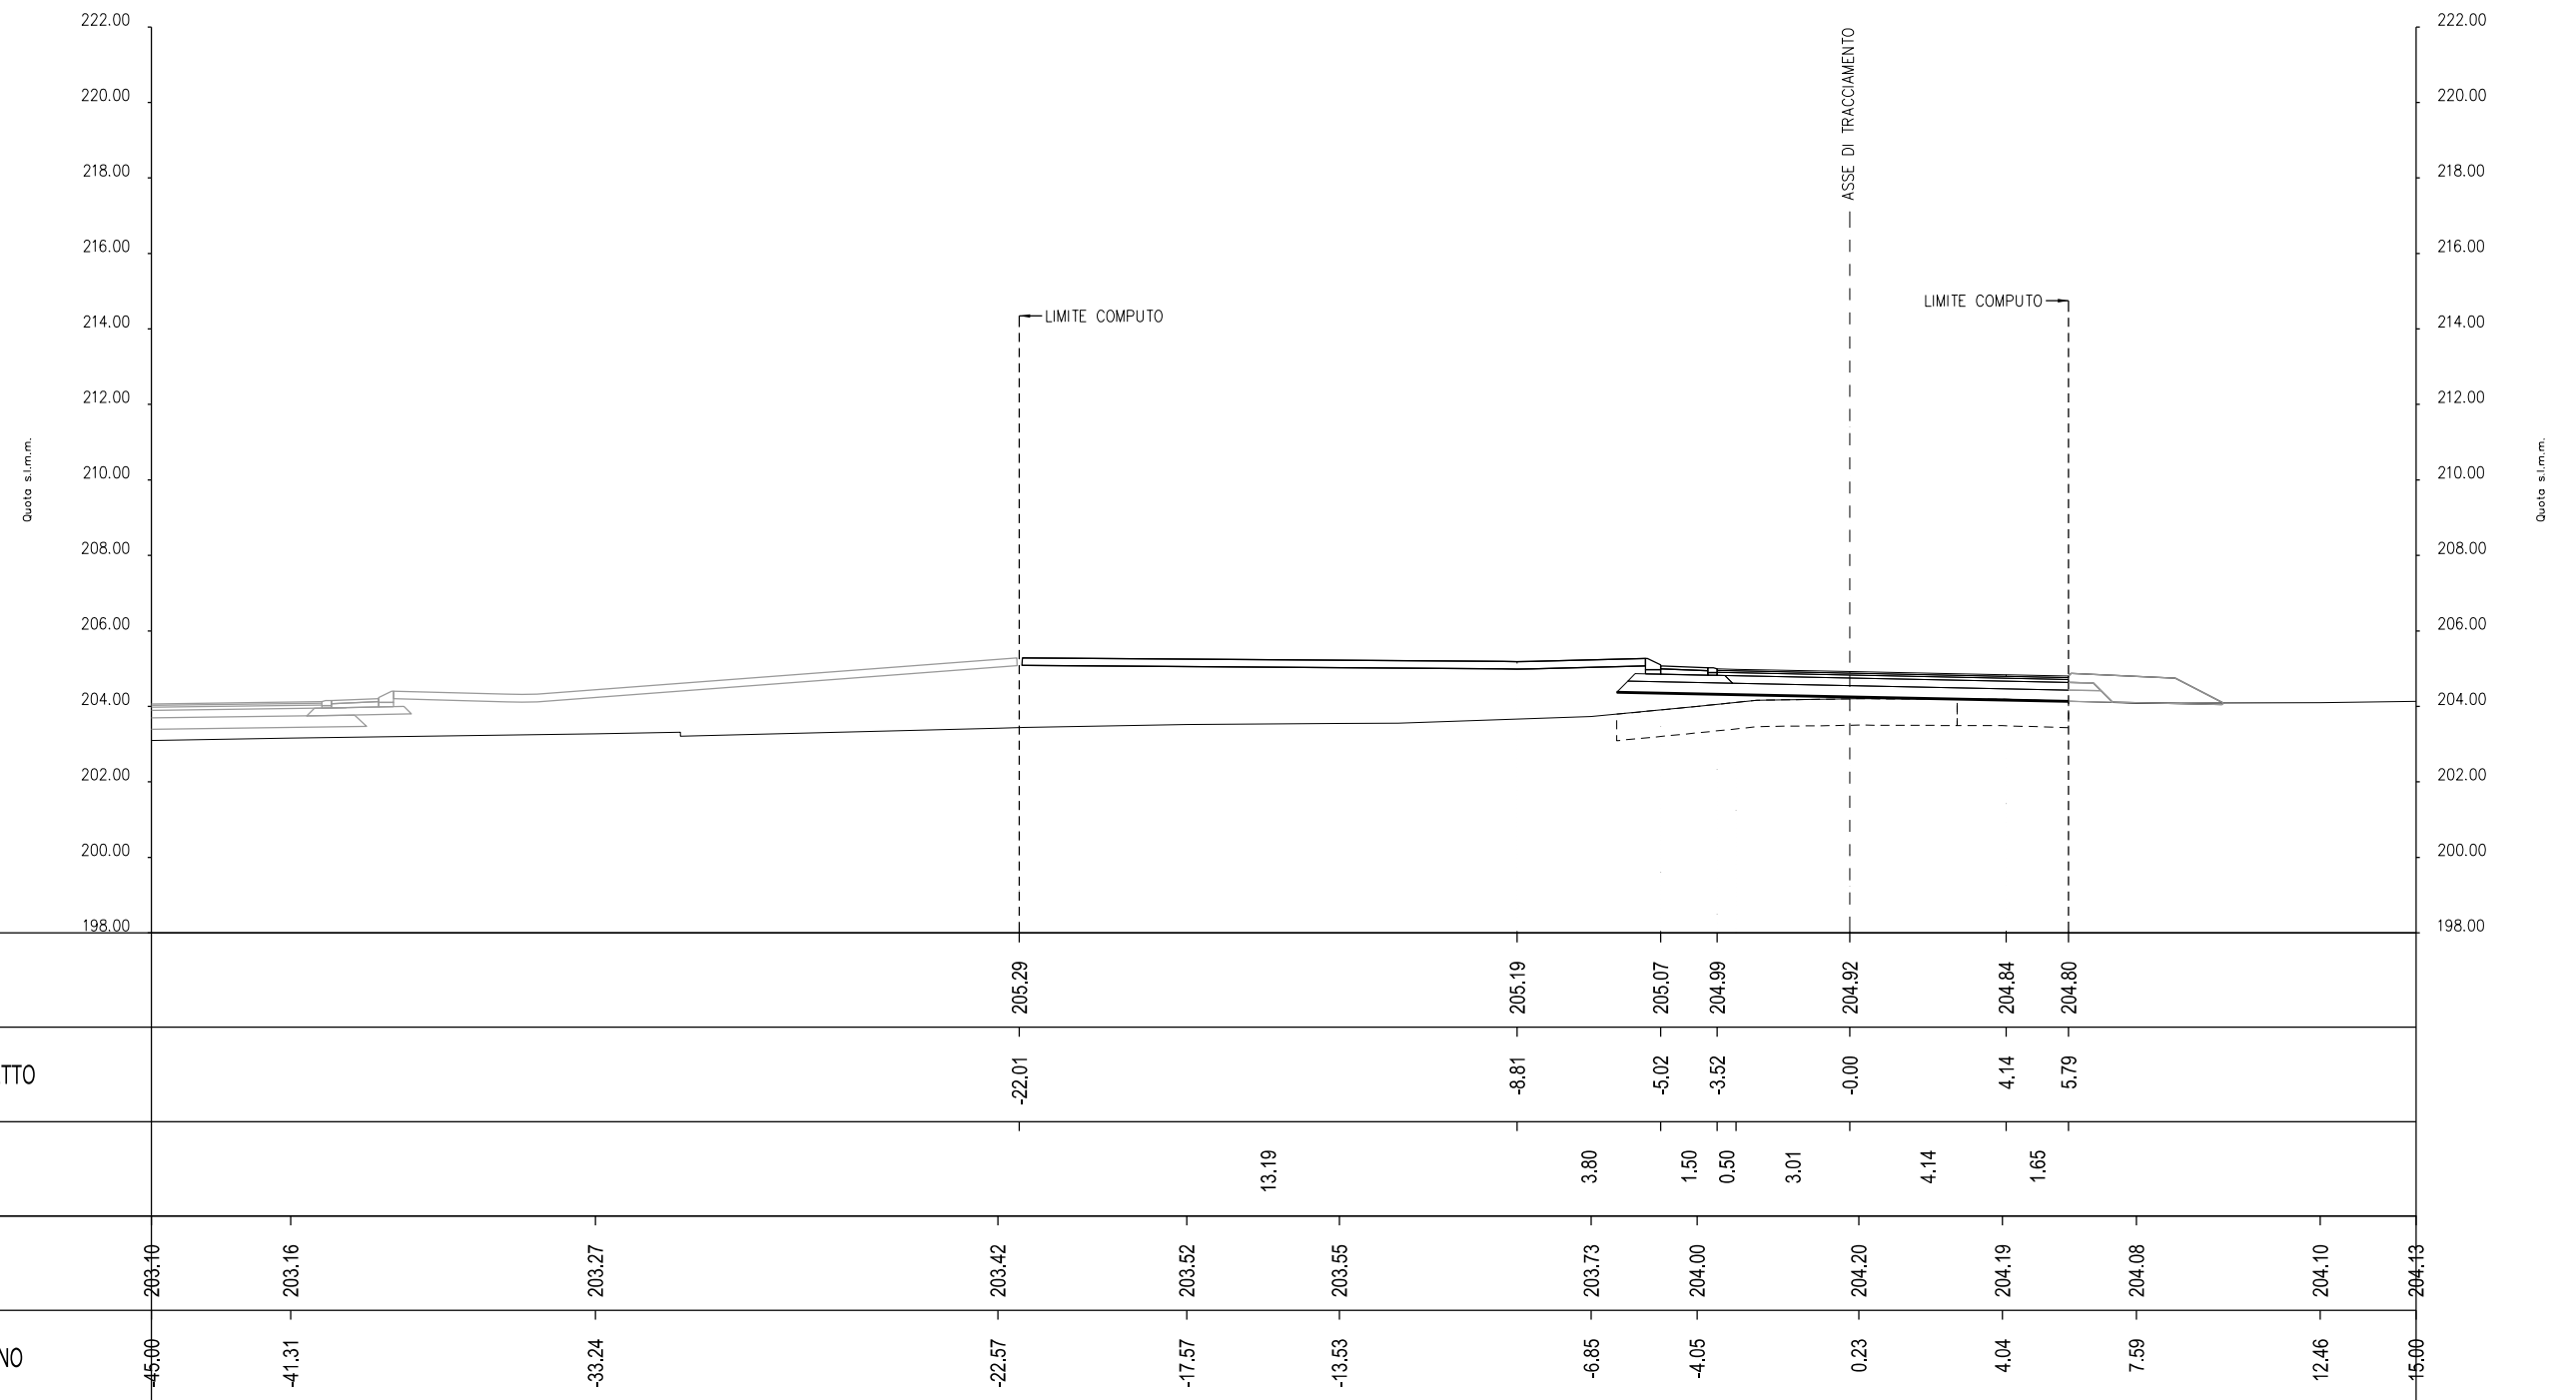 222.00 222.00
220.00 220.00
218.00 218.00
216.00 216.00
214.00 214.00
212.00 212.00
210.00 210.00
208.00 208.00
206.00 206.00
204.00 204.00
202.00 202.00
200.00 200.00
198.00 198.00
Quota s.l.m.m.
Quota s.l.m.m.
ASSE DI TRACCIAMENTO
LIMITE COMPUTO
LIMITE COMPUTO
205.29 205.19 205.07 204.99 204.92 204.84 204.80
TTO -22.01 -8.81 -5.02 -3.52 -0.00 4.14 5.79
13.19 3.80 1.50 0.50 3.01 4.14 1.65
203.10 203.16 203.27 203.42 203.52 203.55 203.73 204.00 204.20 204.19 204.08 204.10 204.13
NO -45.00 -41.31 -33.24 -22.57 -17.57 -13.53 -6.85 -4.05 0.23 4.04 7.59 12.46 15.00